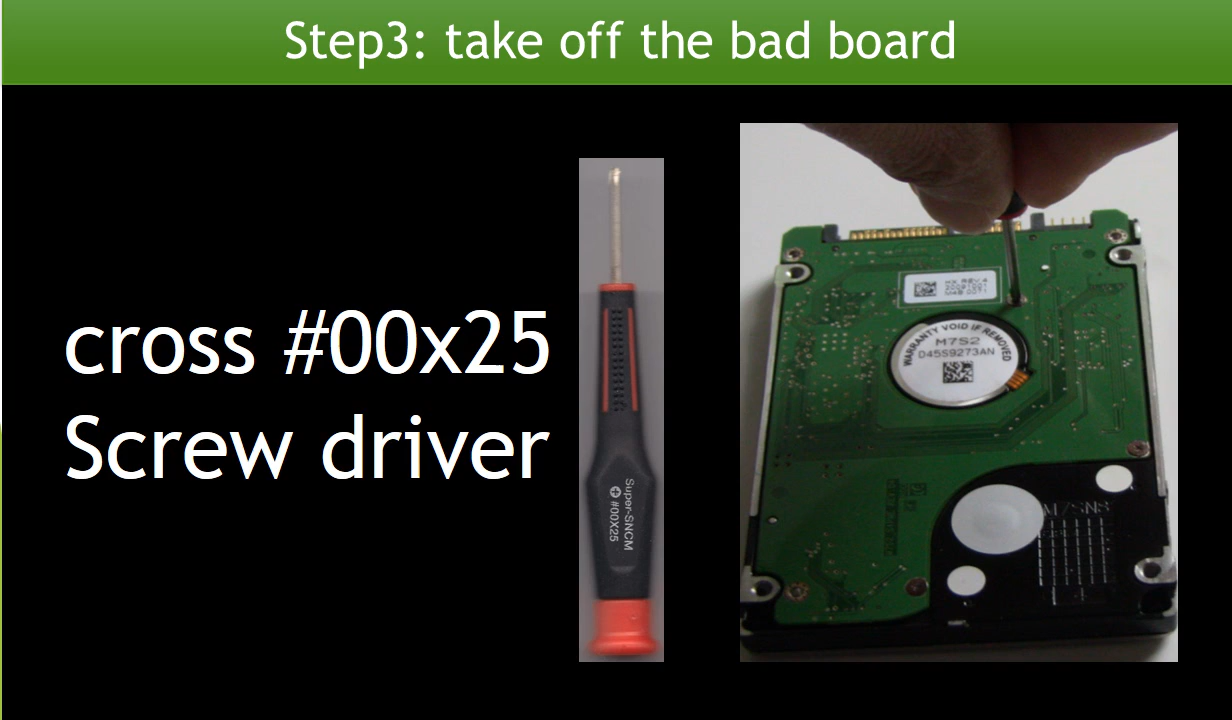 Step3: take off the bad board
cross #00x25
Screw driver
Super-SNCM
#00X25
WARRANTY VOID IF REMOVED
M7S2
D45S9273AN
M7SN8